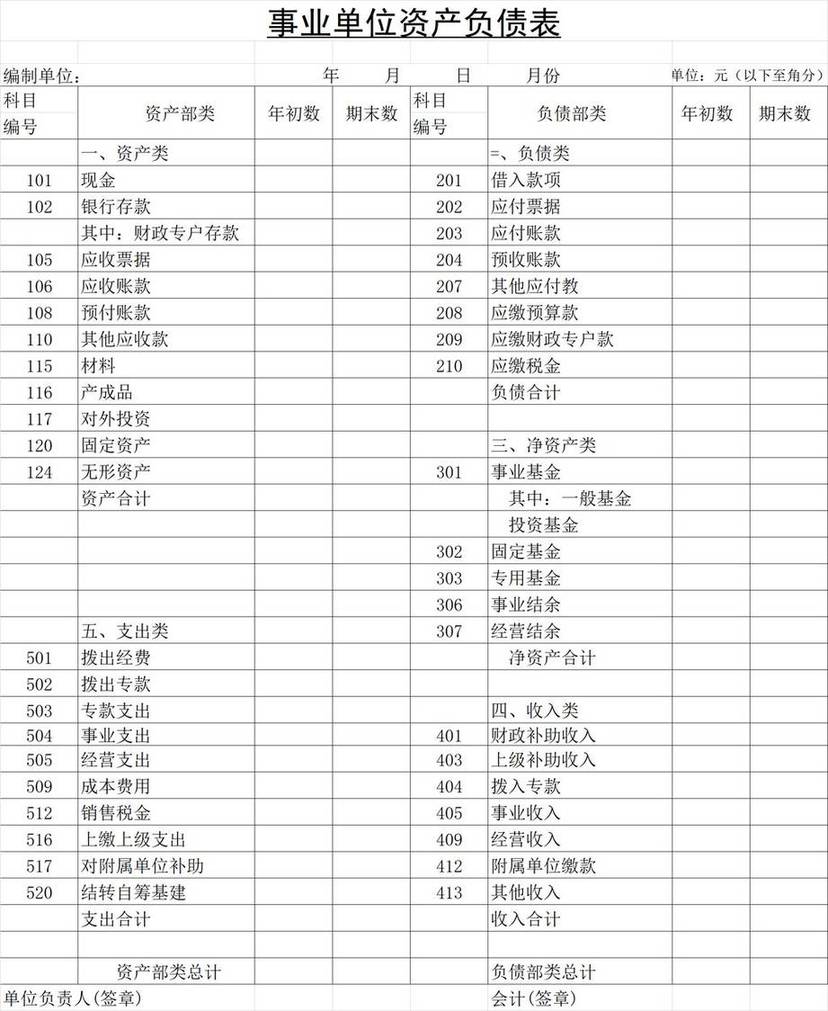 事业单位资产负债表
编制单位： 年 月 日 月份 单位：元（以下至角分）
科目编号 资产部类 年初数 期末数 科目编号 负债部类 年初数 期末数
一、资产类 =、负债类
101 现金 201 借入款项
102 银行存款 202 应付票据
其中：财政专户存款 203 应付账款
105 应收票据 204 预收账款
106 应收账款 207 其他应付教
108 预付账款 208 应缴预算款
110 其他应收款 209 应缴财政专户款
115 材料 210 应缴税金
116 产成品 负债合计
117 对外投资
120 固定资产 三、净资产类
124 无形资产 301 事业基金
资产合计 其中：一般基金
投资基金
302 固定基金
303 专用基金
306 事业结余
五、支出类 307 经营结余
501 拨出经费 净资产合计
502 拨出专款
503 专款支出 四、收入类
504 事业支出 401 财政补助收入
505 经营支出 403 上级补助收入
509 成本费用 404 拨入专款
512 销售税金 405 事业收入
516 上缴上级支出 409 经营收入
517 对附属单位补助 412 附属单位缴款
520 结转自筹基建 413 其他收入
支出合计 收入合计
资产部类总计 负债部类总计
单位负责人(签章) 会计(签章)